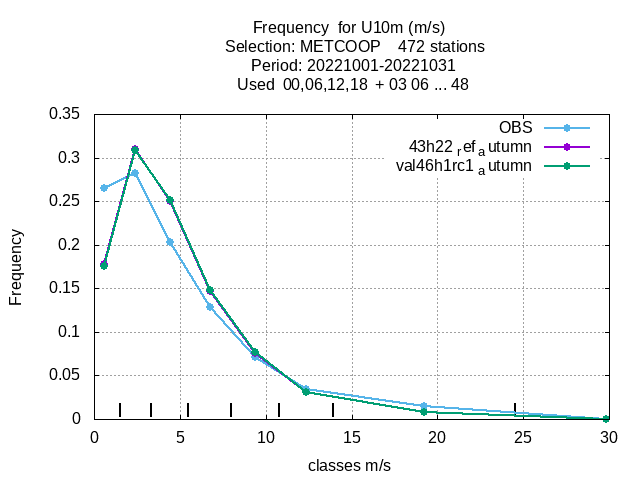 Frequency for U10m (m/s)
Selection: METCOOP 472 stations
Period: 20221001-20221031
Used 00,06,12,18 + 03 06 ... 48
OBS
43h22 ref autumn
val46h1rc1 autumn
Frequency
0.35
0.3
0.25
0.2
0.15
0.1
0.05
0
0 5 10 15 20 25 30
classes m/s